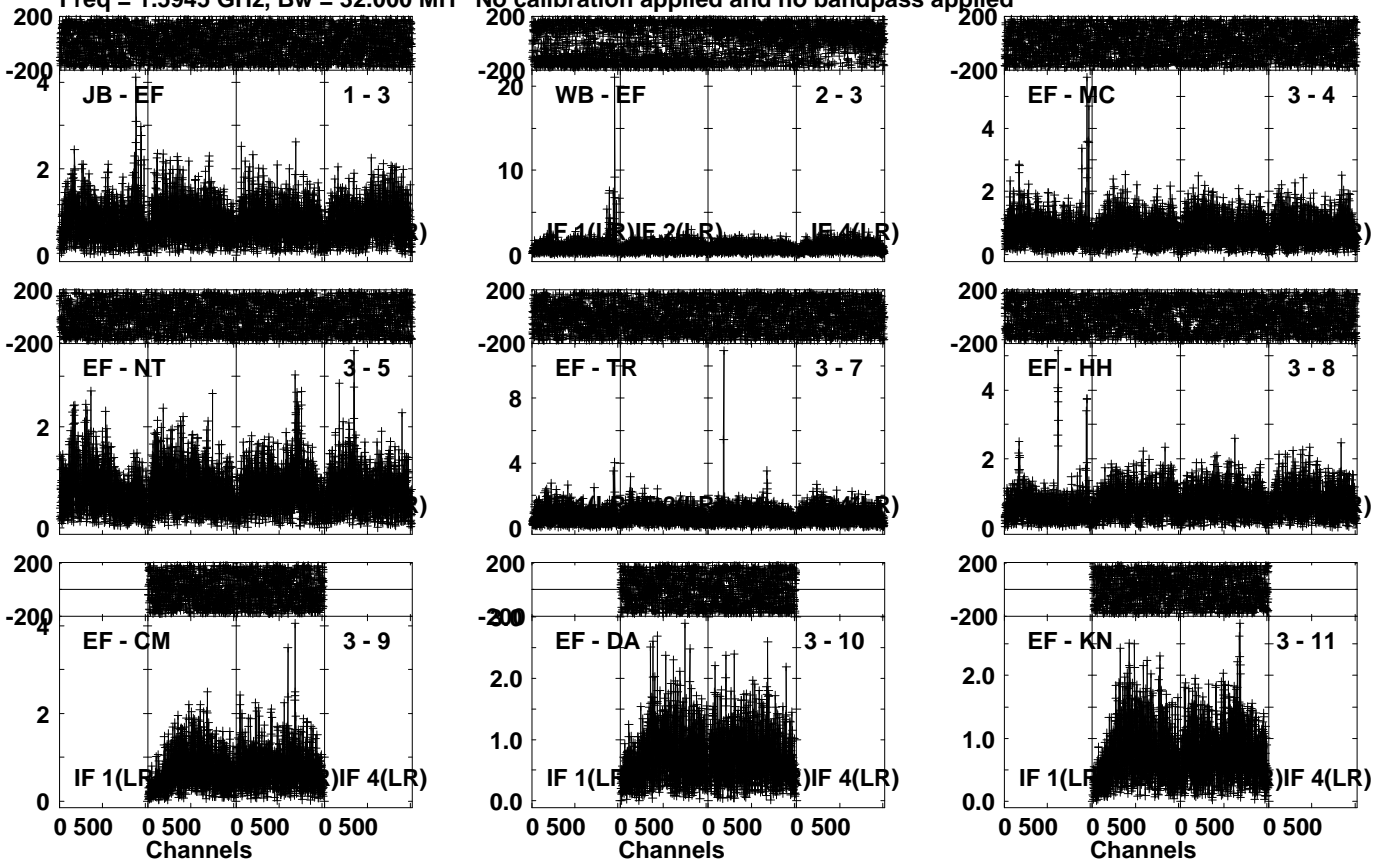 Freq = 1.5945 GHz, Bw = 32.000 MH No calibration applied and no bandpass applied
200 200 200
-200 -200 -200
JB - EF 1 - 3 WB - EF 2 - 3 EF - MC 3 - 4
4 20
10 4
2 2
0 0 0
IF 1(LR)IF 2(LR) IF 4(LR)
200 200 200
-200 -200 -200
EF - NT 3 - 5 EF - TR 3 - 7 EF - HH 3 - 8
8 4
2 4 2
0 0 0
200 200 200
-200 -200 -200
EF - CM 3 - 9 EF - DA 3 - 10 EF - KN 3 - 11
4 3.0
2 2.0 2.0
1.0 1.0
IF 1(LR )IF 4(LR) IF 1(LR )IF 4(LR) IF 1(LR )IF 4(LR)
0 0.0 0.0
0 500 0 500 0 500 0 500 0 500 0 500 0 500 0 500 0 500 0 500 0 500 0 500
Channels Channels Channels